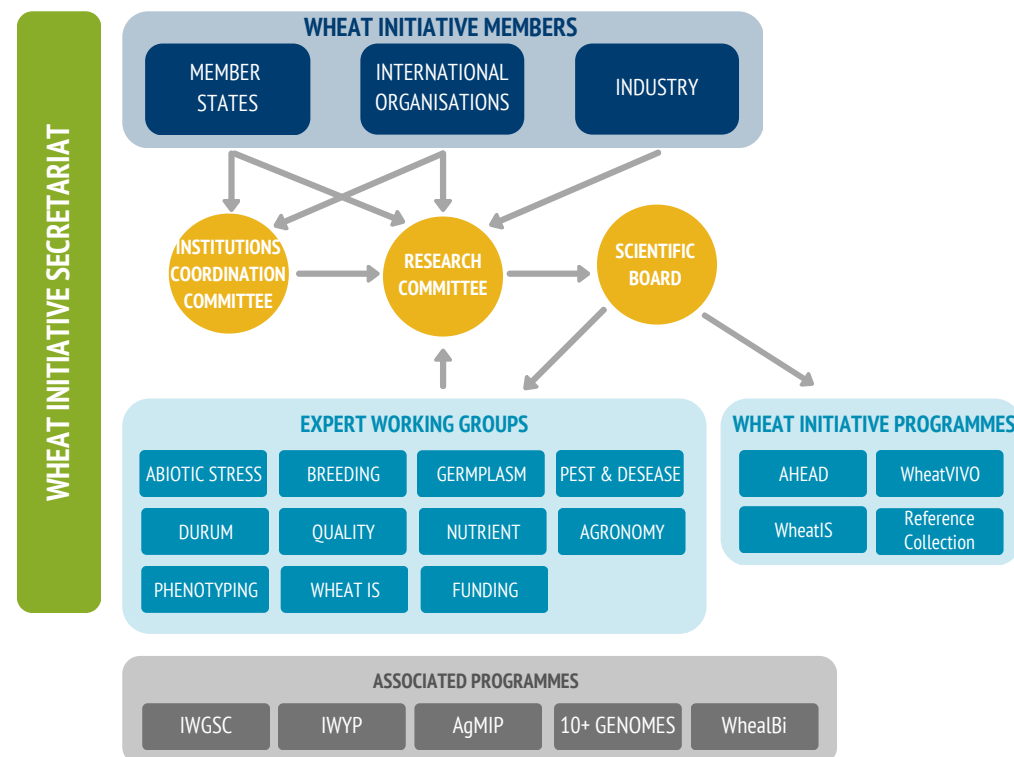 WHEAT INITIATIVE SECRETARIAT
WHEAT INITIATIVE MEMBERS
MEMBER
STATES
INTERNATIONAL
ORGANISATIONS
INDUSTRY
INSTITUTIONS
COORDINATION
COMMITTEE
RESEARCH
COMMITTEE
SCIENTIFIC
BOARD
EXPERT WORKING GROUPS
ABIOTIC STRESS
BREEDING
GERMPLASM
PEST & DESEASE
DURUM
QUALITY
NUTRIENT
AGRONOMY
PHENOTYPING
WHEAT IS
FUNDING
WHEAT INITIATIVE PROGRAMMES
AHEAD
WheatVIVO
WheatIS
Reference
Collection
ASSOCIATED PROGRAMMES
IWGSC
IWYP
AgMIP
10+ GENOMES
WhealBi